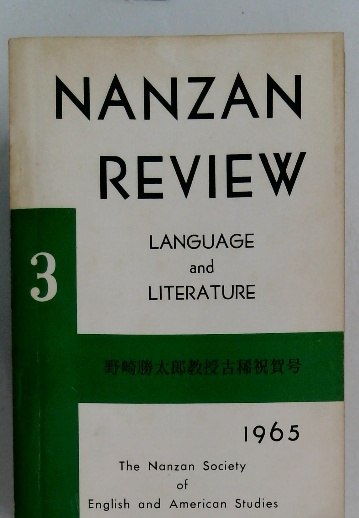 NANZAN
REVIEW
3
LANGUAGE
and
LITERATURE
野崎勝太郎教授古稀祝賀号
1965
The Nanzan Society
of
English and American Studies